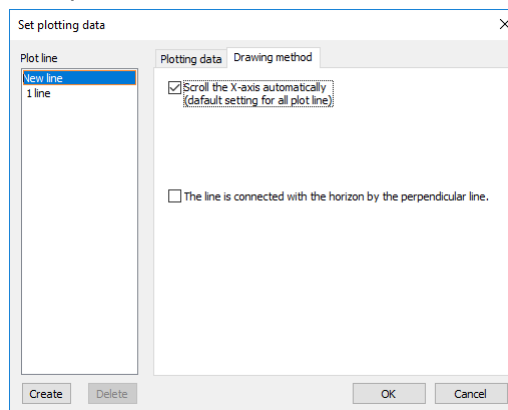 Set plotting data
Plot line
New line
1 line
Plotting data
Drawing method
Scroll the X-axis automatically
(dafault setting for all plot line)
The line is connected with the horizon by the perpendicular line.
Create
Delete
OK
Cancel